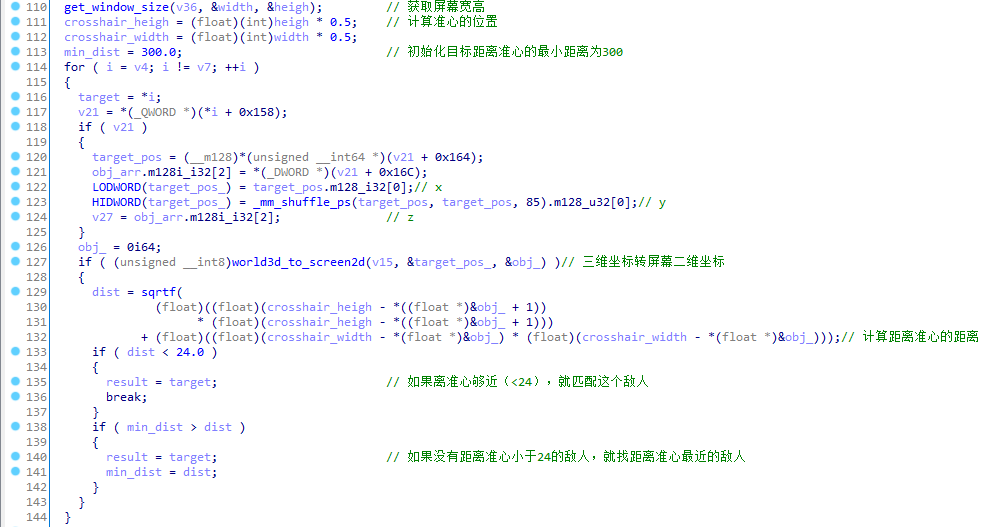 110 get_window_size(v36, &width, &heigh); // 获取屏幕宽高
111 crosshair_heigh = (float)(int)heigh * 0.5; // 计算准心的位置
112 crosshair_width = (float)(int)width * 0.5;
113 min_dist = 300.0; // 初始化目标距离准心的最小距离为300
114 for ( i = v4; i != v7; ++i )
115 {
116 target = *i;
117 v21 = *(_QWORD *)(*i + 0x158);
118 if ( v21 )
119 {
120 target_pos = (__m128)*(unsigned __int64 *)(v21 + 0x164);
121 obj_arr.m128i_i32[2] = *(_DWORD *)(v21 + 0x16C);
122 LODWORD(target_pos_) = target_pos.m128_i32[0];// x
123 HIDWORD(target_pos_) = _mm_shuffle_ps(target_pos, target_pos, 85).m128_u32[0];// y
124 v27 = obj_arr.m128i_i32[2]; // z
125 }
126 obj_ = 0i64;
127 if ( (unsigned __int8)world3d_to_screen2d(v15, &target_pos_, &obj_) )// 三维坐标转屏幕二维坐标
128 {
129 dist = sqrtf(
130 (float)((float)(crosshair_heigh - *((float *)&obj_ + 1))
131 * (float)(crosshair_heigh - *((float *)&obj_ + 1)))
132 + (float)((float)(crosshair_width - *(float *)&obj_) * (float)(crosshair_width - *(float *)&obj_)));// 计算距离准心的距离
133 if ( dist < 24.0 )
134 {
135 result = target; // 如果离准心够近（<24），就匹配这个敌人
136 break;
137 }
138 if ( min_dist > dist )
139 {
140 result = target; // 如果没有距离准心小于24的敌人，就找距离准心最近的敌人
141 min_dist = dist;
142 }
143 }
144 }